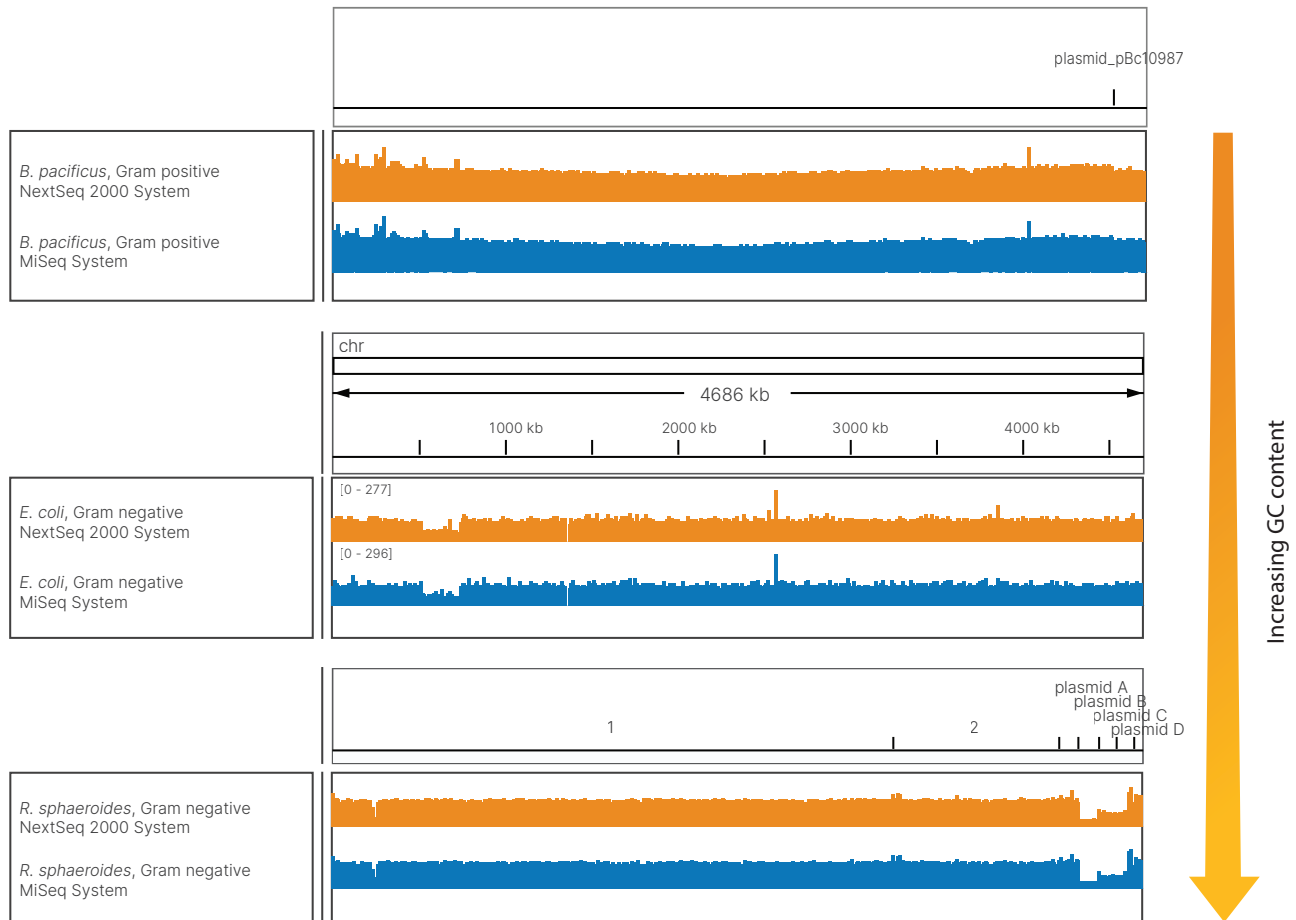 plasmid_pBc10987
B. pacificus, Gram positive
NextSeq 2000 System
B. pacificus, Gram positive
MiSeq System
chr
4686 kb
1000 kb 2000 kb 3000 kb 4000 kb
[0 - 277]
E. coli, Gram negative
NextSeq 2000 System
[0 - 296]
E. coli, Gram negative
MiSeq System
plasmid A
plasmid B
plasmid C
1 2 plasmid D
R. sphaeroides, Gram negative
NextSeq 2000 System
R. sphaeroides, Gram negative
MiSeq System
Increasing GC content